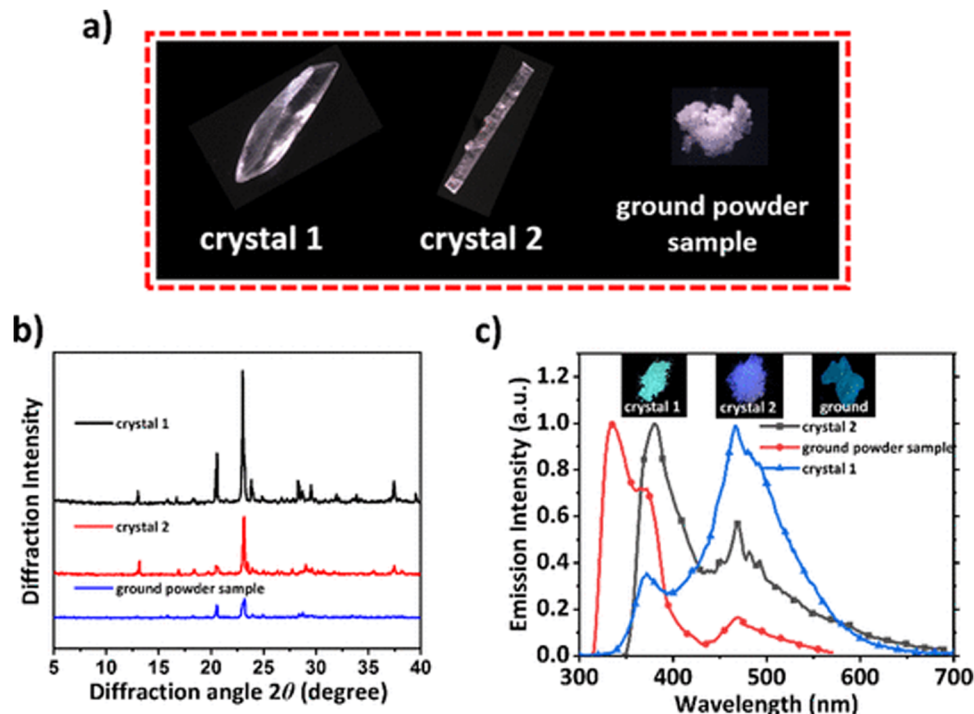 a)
crystal 1
crystal 2
ground powder
sample
b)
crystal 1
crystal 2
ground powder sample
Diffraction Intensity
5 10 15 20 25 30 35 40
Diffraction angle 2θ (degree)
c)
crystal 1
crystal 2
ground
crystal 2
ground powder sample
crystal 1
Emission Intensity (a.u.)
1.2
1.0
0.8
0.6
0.4
0.2
0.0
300 400 500 600 700
Wavelength (nm)